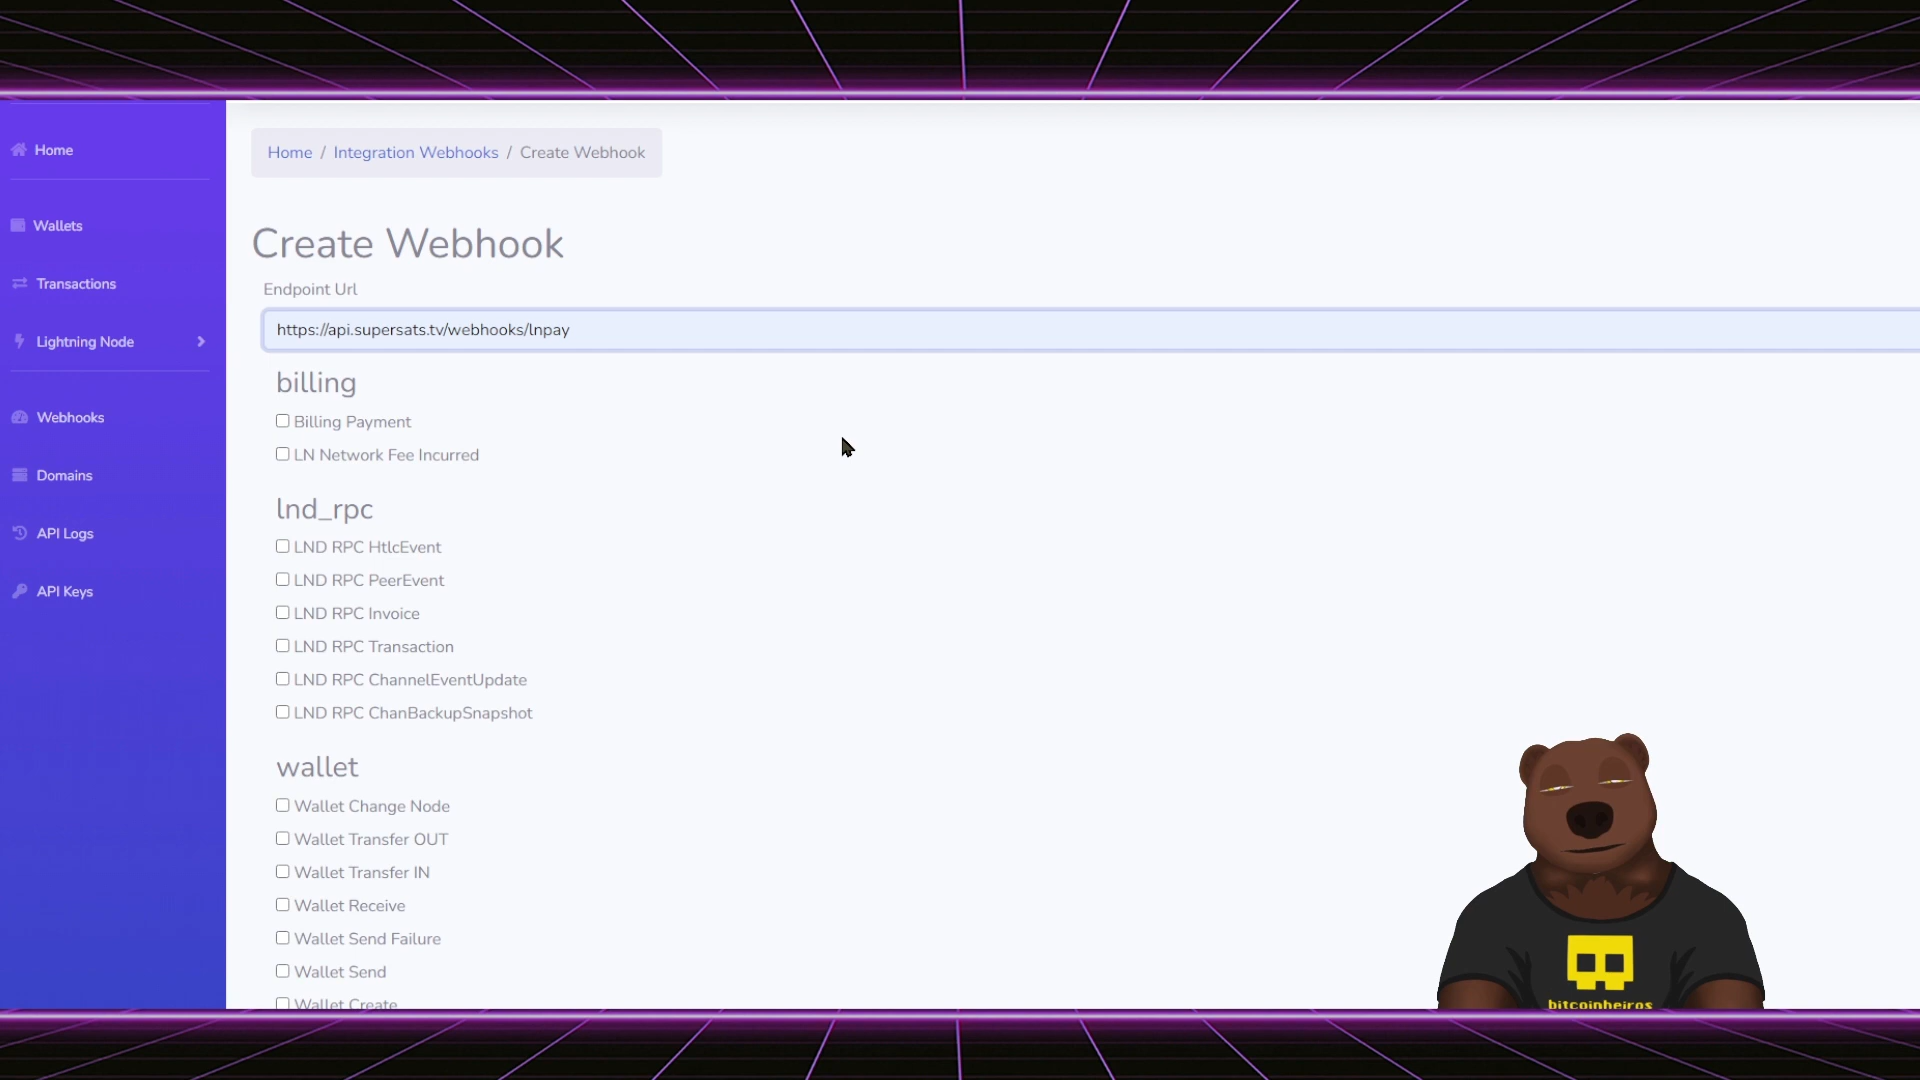 Home
Wallets
Transactions
Lightning Node
Webhooks
Domains
API Logs
API Keys
Home / Integration Webhooks / Create Webhook
Create Webhook
Endpoint Url
https://api.supersats.tv/webhooks/lnpay
billing
Billing Payment
LN Network Fee Incurred
lnd_rpc
LND RPC HtlcEvent
LND RPC PeerEvent
LND RPC Invoice
LND RPC Transaction
LND RPC ChannelEventUpdate
LND RPC ChanBackupSnapshot
wallet
Wallet Change Node
Wallet Transfer OUT
Wallet Transfer IN
Wallet Receive
Wallet Send Failure
Wallet Send
Wallet Create
bitcoinheiros